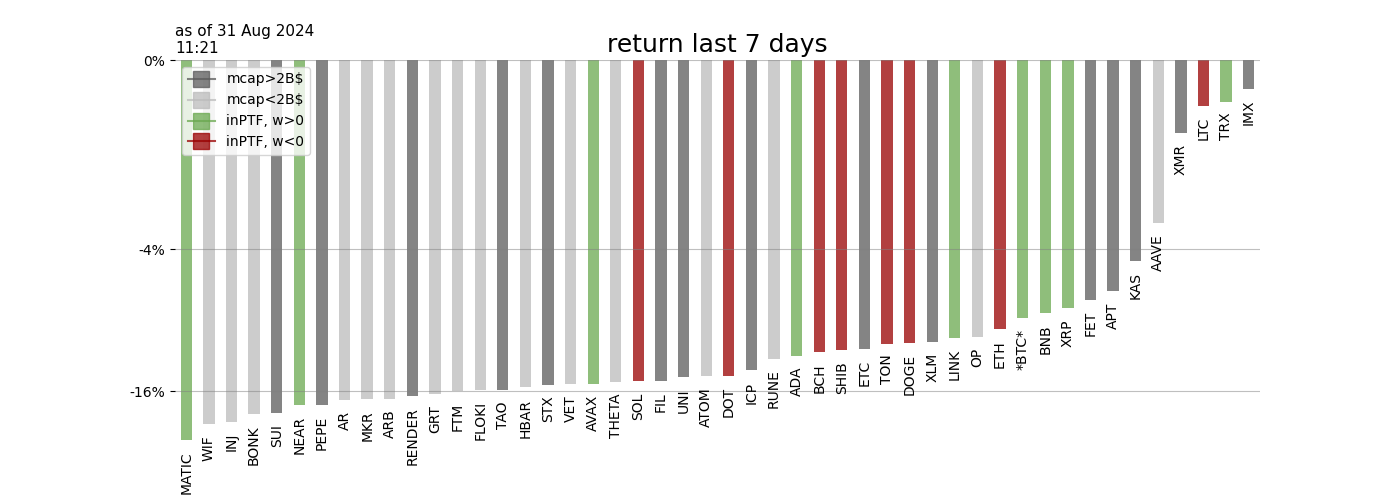 as of 31 Aug 2024
11:21
return last 7 days
0%
mcap>2B$
mcap<2B$
inPTF, w>0
inPTF, w<0
-4%
-16%
MATIC
WIF
INJ
BONK
SUI
NEAR
PEPE
AR
MKR
ARB
RENDER
GRT
FTM
FLOKI
TAO
HBAR
STX
VET
AVAX
THETA
SOL
FIL
UNI
ATOM
DOT
ICP
RUNE
ADA
BCH
SHIB
ETC
TON
DOGE
XLM
LINK
OP
ETH
*BTC*
BNB
XRP
FET
APT
KAS
AAVE
XMR
LTC
TRX
IMX